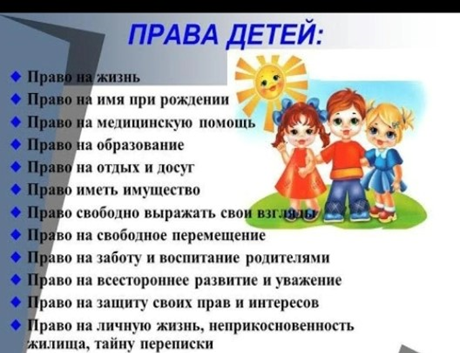 ПРАВА ДЕТЕЙ:
Право на жизнь
Право на имя при рождении
Право на медицинскую помощь
Право на образование
Право на отдых и досуг
Право иметь имущество
Право свободно выражать свои взгляды
Право на свободное перемещение
Право на заботу и воспитание родителями
Право на всестороннее развитие и уважение
Право на защиту своих прав и интересов
Право на личную жизнь, неприкосновенность
жилища, тайну переписки